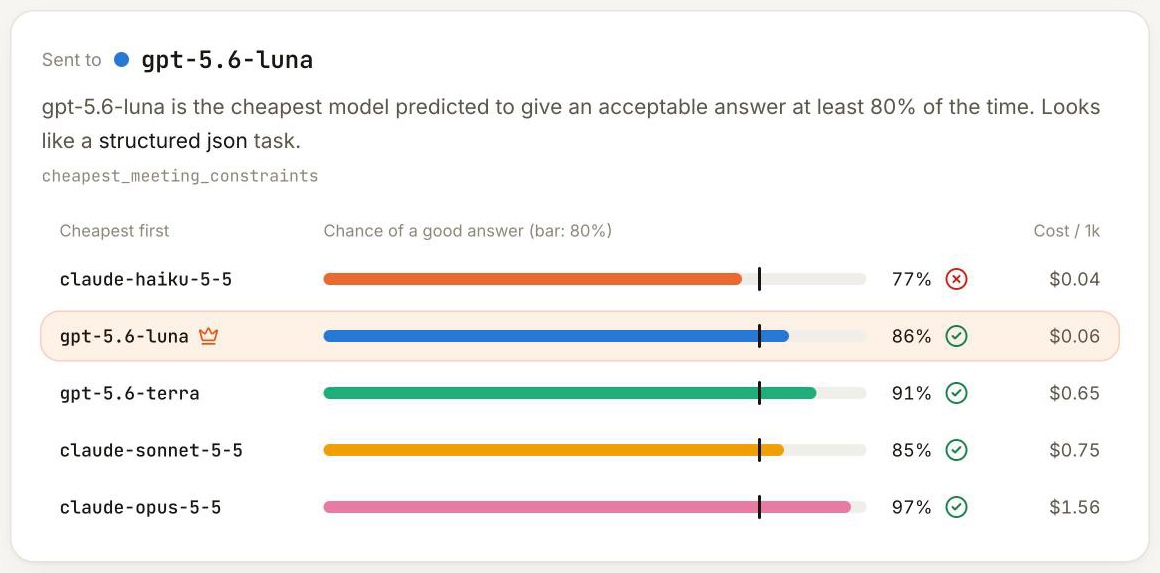 Sent to gpt-5.6-luna
gpt-5.6-luna is the cheapest model predicted to give an acceptable answer at least 80% of the time. Looks
like a structured json task.
cheapest_meeting_constraints
Cheapest first Chance of a good answer (bar: 80%) Cost / 1k
claude-haiku-5-5 77% $0.04
gpt-5.6-luna 86% $0.06
gpt-5.6-terra 91% $0.65
claude-sonnet-5-5 85% $0.75
claude-opus-5-5 97% $1.56